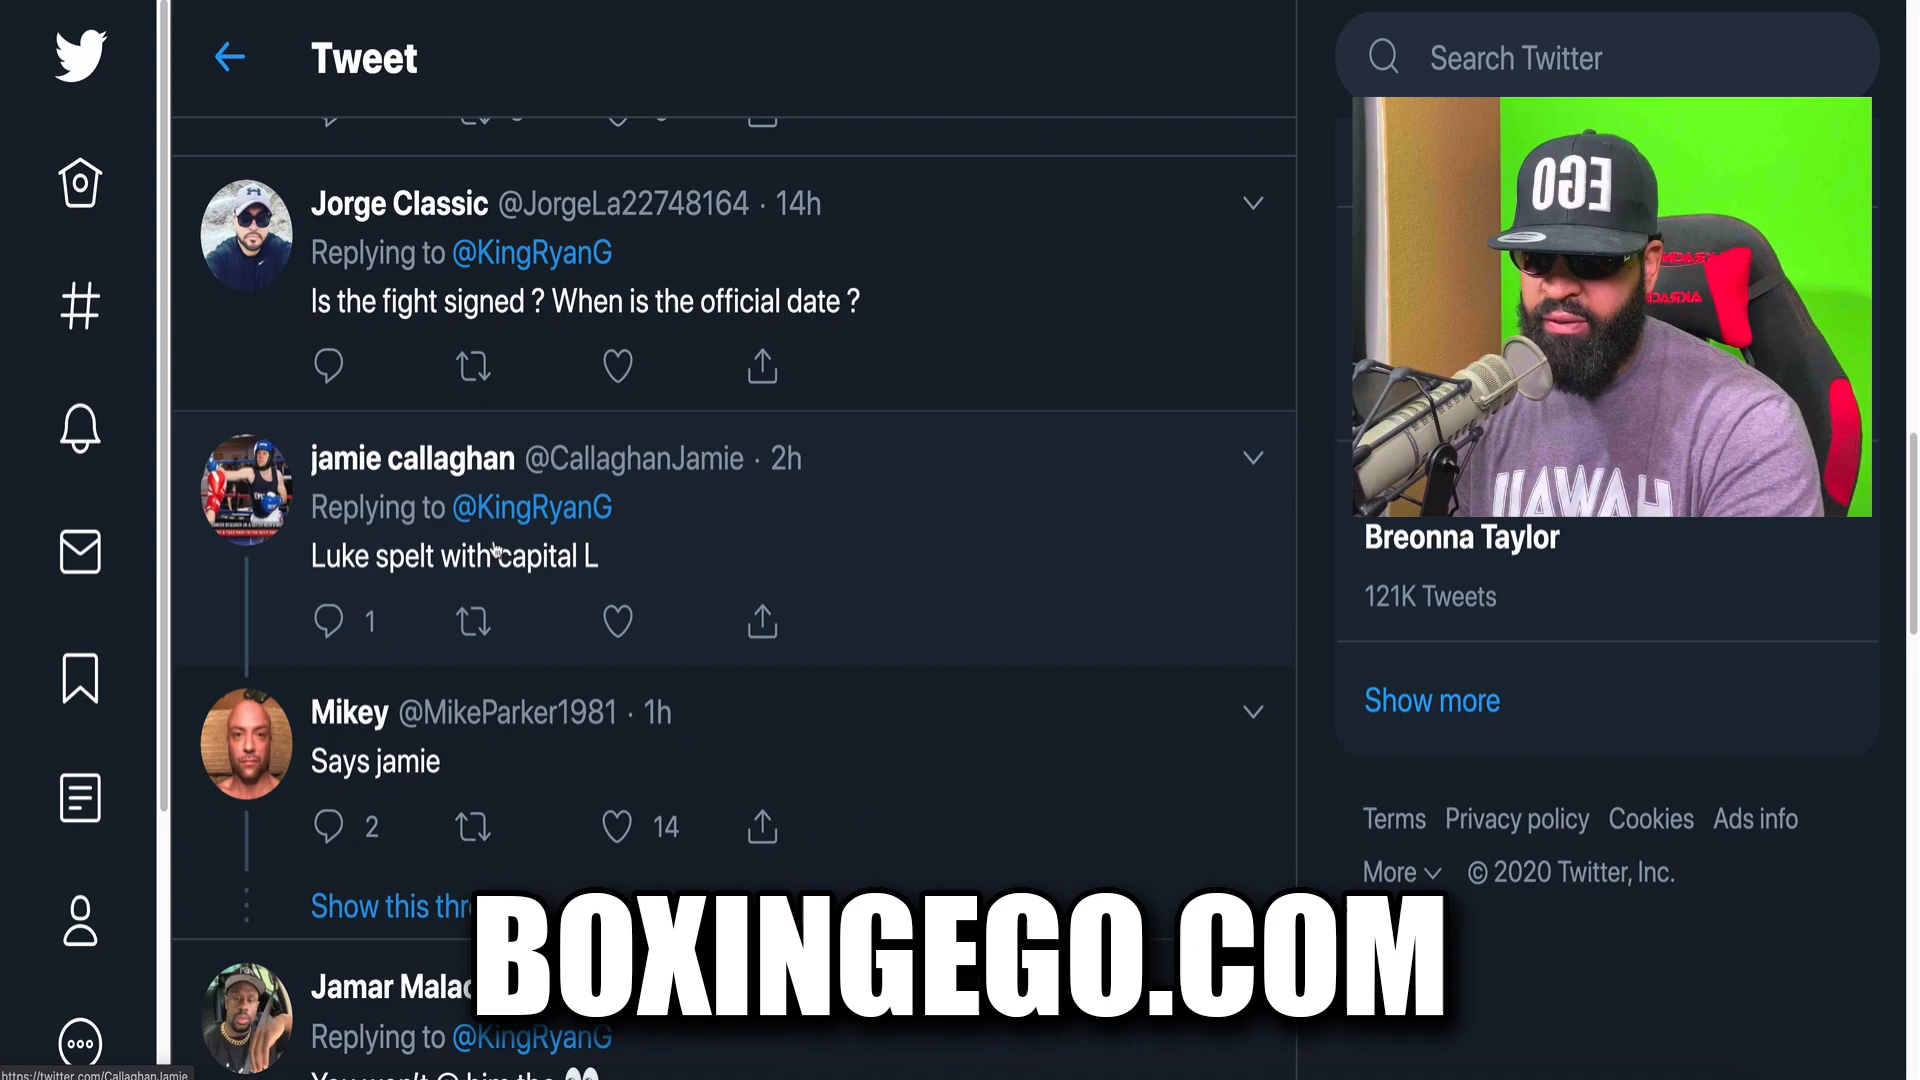 Tweet
Search Twitter
Jorge Classic @JorgeLa22748164 · 14h
Replying to @KingRyanG
Is the fight signed ? When is the official date ?
jamie callaghan @CallaghanJamie · 2h
Replying to @KingRyanG
Luke spelt with capital L
1
Mikey @MikeParker1981 · 1h
Says jamie
2 14
Show this thr
Jamar Malac
Replying to @KingRyanG
EGO
HAWAII
Breonna Taylor
121K Tweets
Show more
Terms Privacy policy Cookies Ads info
More © 2020 Twitter, Inc.
BOXINGEGO.COM
https://twitter.com/CallaghanJamie